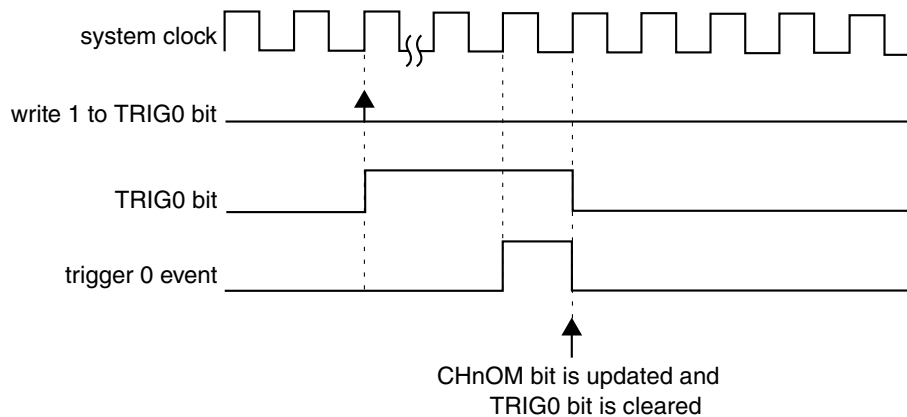 system clock
write 1 to TRIG0 bit
TRIG0 bit
trigger 0 event
CHnOM bit is updated and
TRIG0 bit is cleared